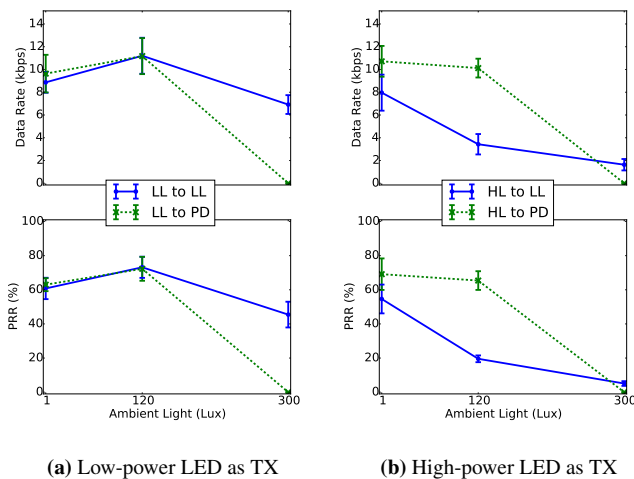 14
12
10
8
6
4
2
0
Data Rate (kbps)
14
12
10
8
6
4
2
0
Data Rate (kbps)
LL to LL
LL to PD
HL to LL
HL to PD
100
80
60
40
20
0
PRR (%)
1 120 300
Ambient Light (Lux)
100
80
60
40
20
0
PRR (%)
1 120 300
Ambient Light (Lux)
(a) Low-power LED as TX
(b) High-power LED as TX